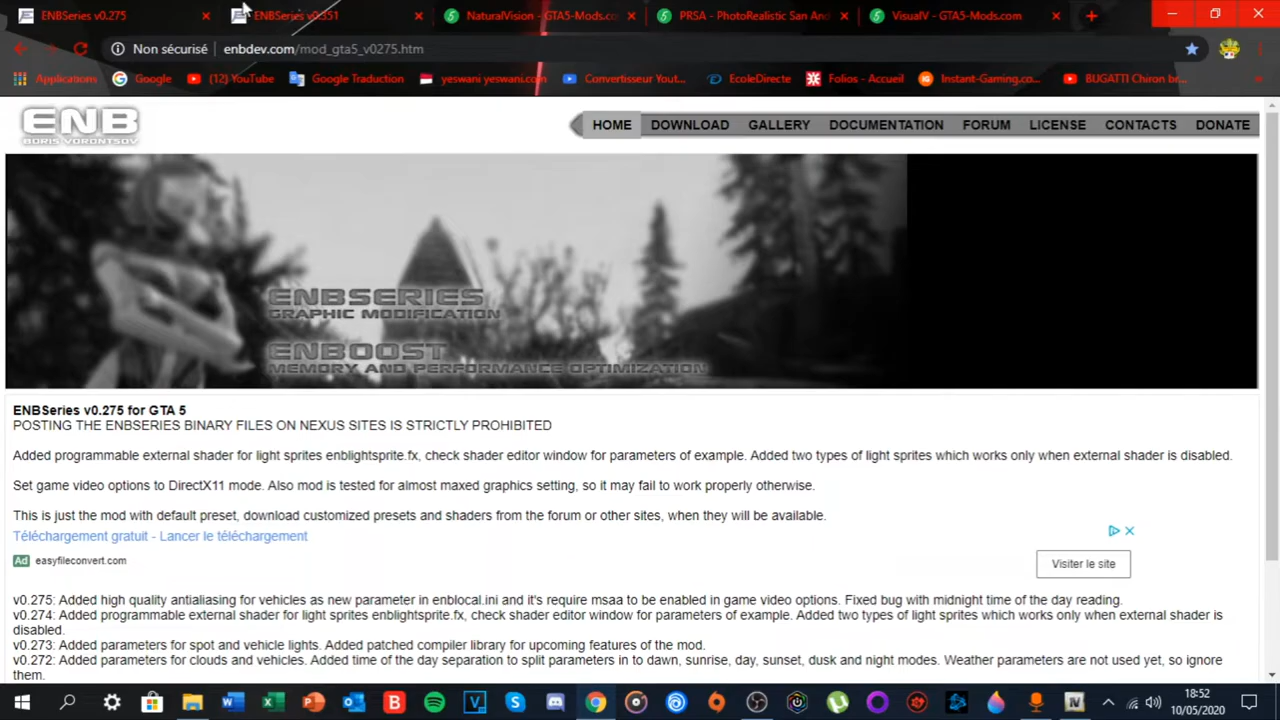 ENBSeries v0.275
ENBSeries v0.351
NaturalVision - GTA5-Mods.co
PRSA - PhotoRealistic San And
VisualV - GTA5-Mods.com
Non sécurisé
enbdev.com/mod_gta5_v0275.htm
Applications
Google
(12) YouTube
Google Traduction
yeswani yeswani.com
Convertisseur Yout...
EcoleDirecte
Folios - Accueil
Instant-Gaming.co...
BUGATTI Chiron br...
ENB
BORIS VORONTSOV
HOME
DOWNLOAD
GALLERY
DOCUMENTATION
FORUM
LICENSE
CONTACTS
DONATE
ENBSERIES
GRAPHIC MODIFICATION
ENBOOST
MEMORY AND PERFORMANCE OPTIMIZATION
ENBSeries v0.275 for GTA 5
POSTING THE ENBSERIES BINARY FILES ON NEXUS SITES IS STRICTLY PROHIBITED
Added programmable external shader for light sprites enblightsprite.fx, check shader editor window for parameters of example. Added two types of light sprites which works only when external shader is disabled.
Set game video options to DirectX11 mode. Also mod is tested for almost maxed graphics setting, so it may fail to work properly otherwise.
This is just the mod with default preset, download customized presets and shaders from the forum or other sites, when they will be available.
Téléchargement gratuit - Lancer le téléchargement
Ad easyfileconvert.com
Visiter le site
v0.275: Added high quality antialiasing for vehicles as new parameter in enblocal.ini and it's require msaa to be enabled in game video options. Fixed bug with midnight time of the day reading.
v0.274: Added programmable external shader for light sprites enblightsprite.fx, check shader editor window for parameters of example. Added two types of light sprites which works only when external shader is
disabled.
v0.273: Added parameters for spot and vehicle lights. Added patched compiler library for upcoming features of the mod.
v0.272: Added parameters for clouds and vehicles. Added time of the day separation to split parameters in to dawn, sunrise, day, sunset, dusk and night modes. Weather parameters are not used yet, so ignore
them.
18:52
10/05/2020